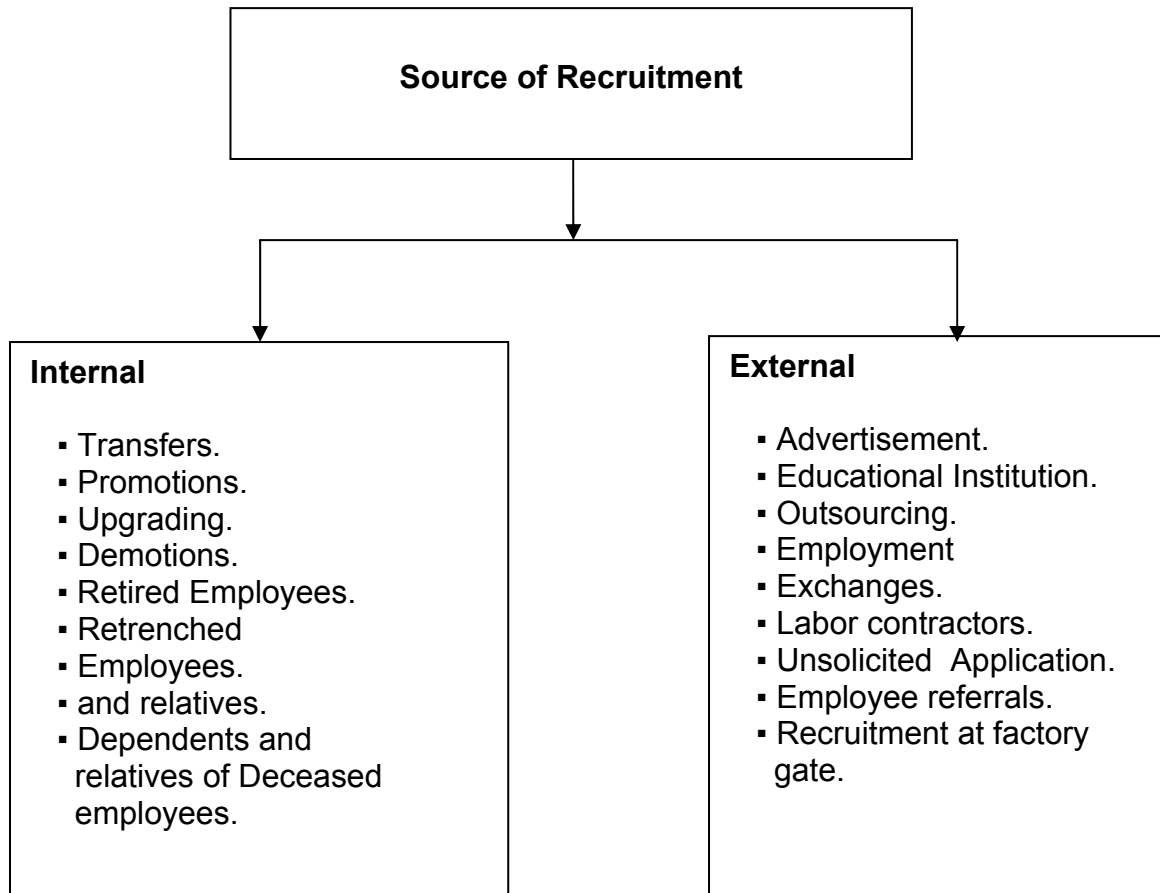 Source of Recruitment
Internal
▪ Transfers.
▪ Promotions.
▪ Upgrading.
▪ Demotions.
▪ Retired Employees.
▪ Retrenched
▪ Employees.
▪ and relatives.
▪ Dependents and
relatives of Deceased
employees.
External
▪ Advertisement.
▪ Educational Institution.
▪ Outsourcing.
▪ Employment
▪ Exchanges.
▪ Labor contractors.
▪ Unsolicited Application.
▪ Employee referrals.
▪ Recruitment at factory
gate.